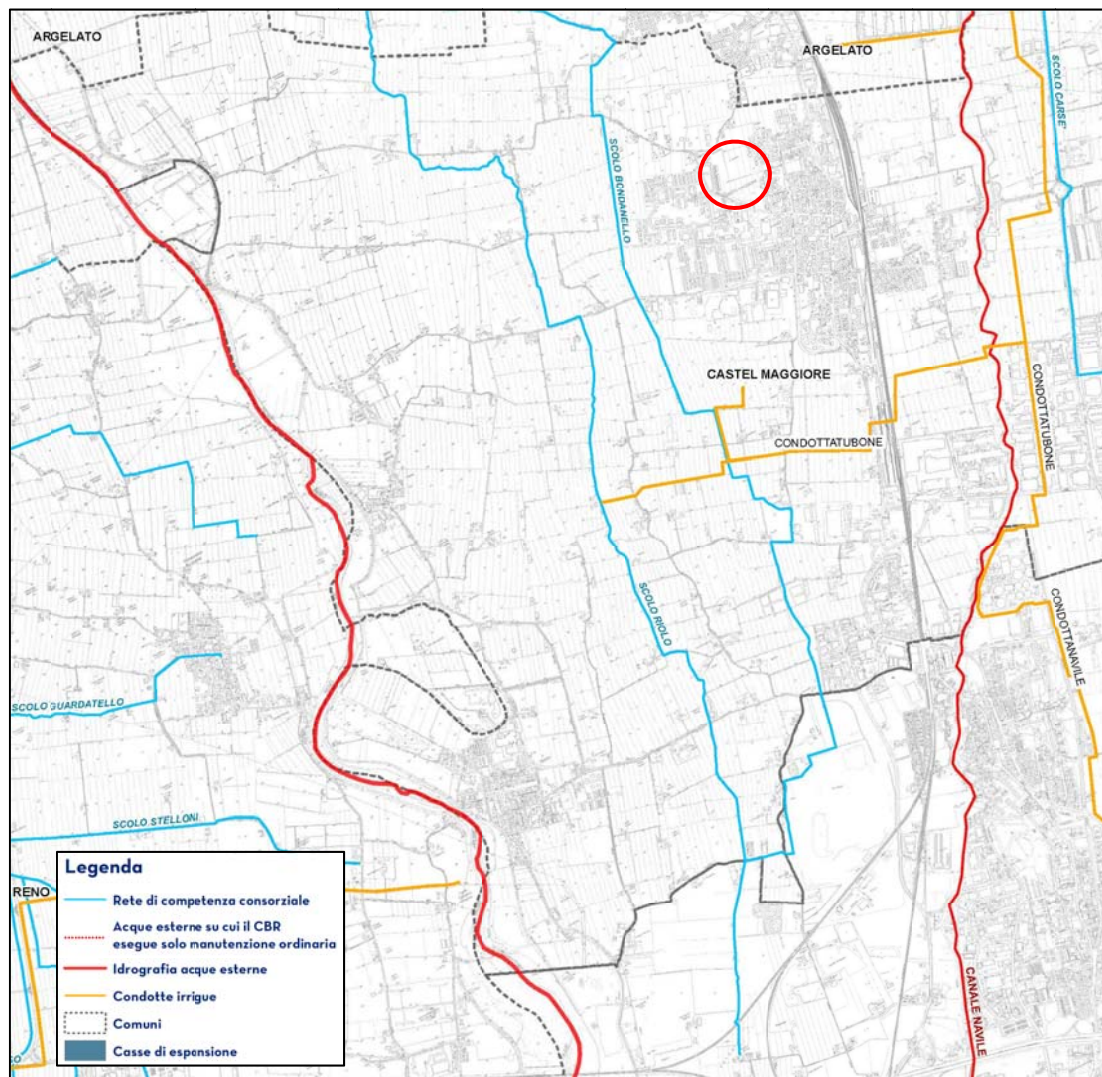 ARGELATO
ARGELATO
SCOLO CARSE'
SCOLO BONDANELLO
CASTEL MAGGIORE
CONDOTTATUBONE
CONDOTTATUBONE
SCOLO RIOLO
CONDOTTANAVILE
SCOLO GUARDATELLO
SCOLO STELLONI
RENO
CANALE NAVILE
Legenda
Rete di competenza consorziale
Acque esterne su cui il CBR
esegue solo manutenzione ordinaria
Idrografia acque esterne
Condotte irrigue
Comuni
Casse di espansione